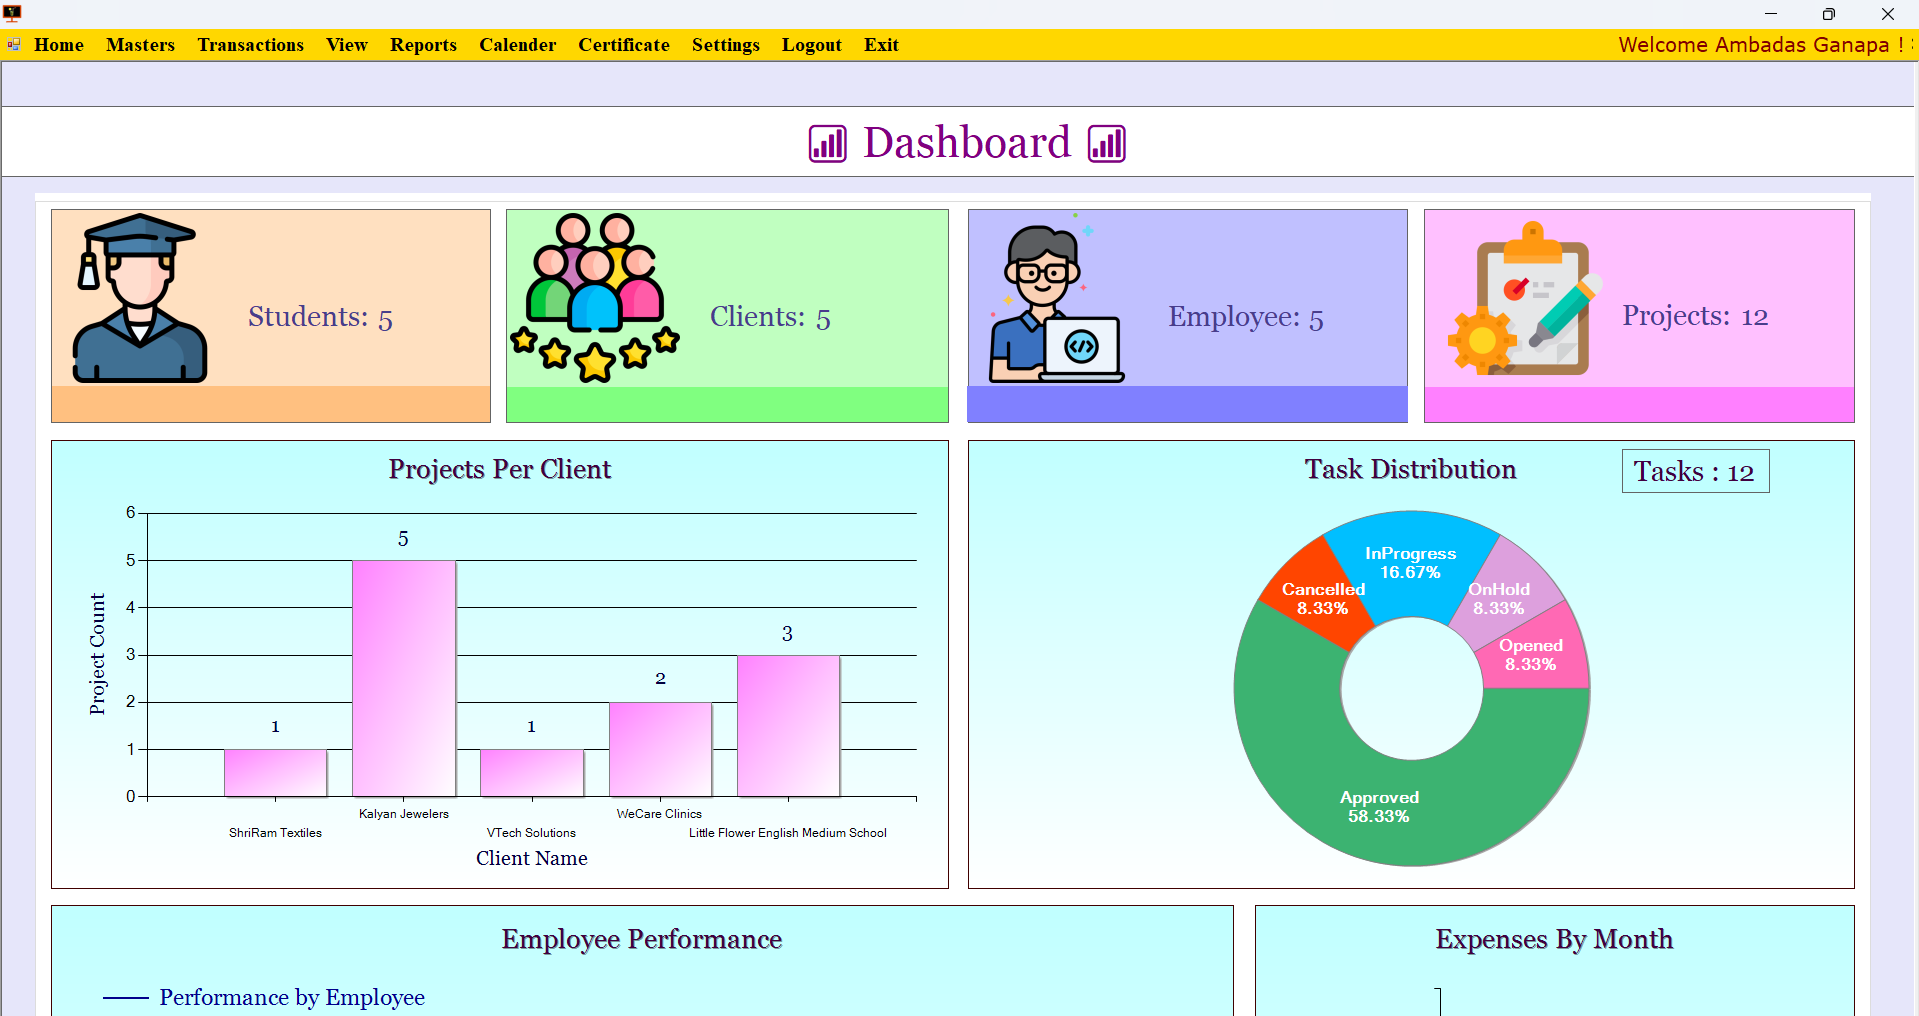 Home Masters Transactions View Reports Calender Certificate Settings Logout Exit
Welcome Ambadas Ganapa !
Dashboard
Students: 5
Clients: 5
Employee: 5
Projects: 12
Projects Per Client
Project Count
6
5
4
3
2
1
0
1
5
1
2
3
ShriRam Textiles
Kalyan Jewelers
VTech Solutions
WeCare Clinics
Little Flower English Medium School
Client Name
Task Distribution
Tasks : 12
InProgress
16.67%
Cancelled
8.33%
OnHold
8.33%
Opened
8.33%
Approved
58.33%
Employee Performance
Performance by Employee
Expenses By Month